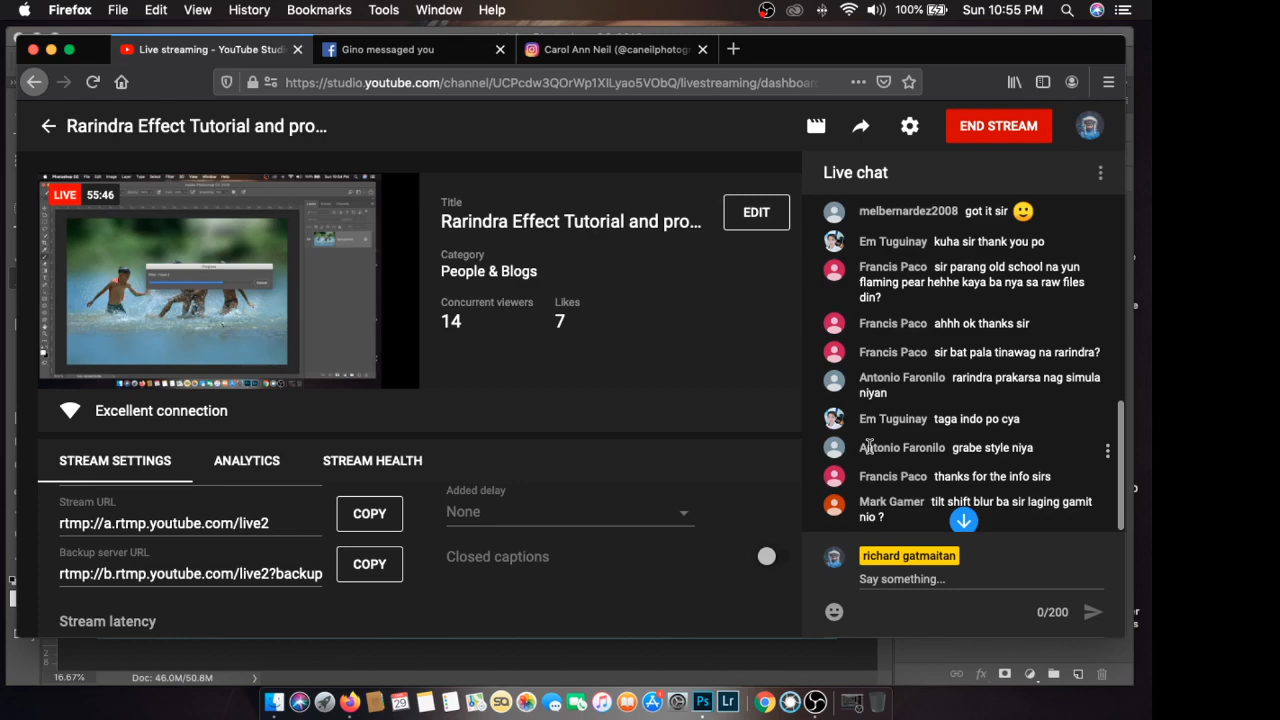 Firefox File Edit View History Bookmarks Tools Window Help 100% Sun 10:55 PM
Live streaming - YouTube Studi Gino messaged you Carol Ann Neil (@caneilphotogr
https://studio.youtube.com/channel/UCPcdw3QOrWp1XILyao5VObQ/livestreaming/dashboard
Rarindra Effect Tutorial and pro... END STREAM
LIVE 55:46
Title
Rarindra Effect Tutorial and pro... EDIT
Category
People & Blogs
Concurrent viewers Likes
14 7
Excellent connection
STREAM SETTINGS ANALYTICS STREAM HEALTH
Stream URL
rtmp://a.rtmp.youtube.com/live2 COPY
Backup server URL
rtmp://b.rtmp.youtube.com/live2?backup COPY
Stream latency
Added delay
None
Closed captions
Live chat
melbernardez2008 got it sir
Em Tuguinay kuha sir thank you po
Francis Paco sir parang old school na yun
flaming pear hehhe kaya ba nya sa raw files
din?
Francis Paco ahhh ok thanks sir
Francis Paco sir bat pala tinawag na rarindra?
Antonio Faronilo rarindra prakarsa nag simula
niyan
Em Tuguinay taga indo po cya
Antonio Faronilo grabe style niya
Francis Paco thanks for the info sirs
Mark Gamer tilt shift blur ba sir laging gamit
nio ?
richard gatmaitan
Say something...
0/200
16.67% Doc: 46.0M/50.8M
fx
29
SQ
Ps Lr